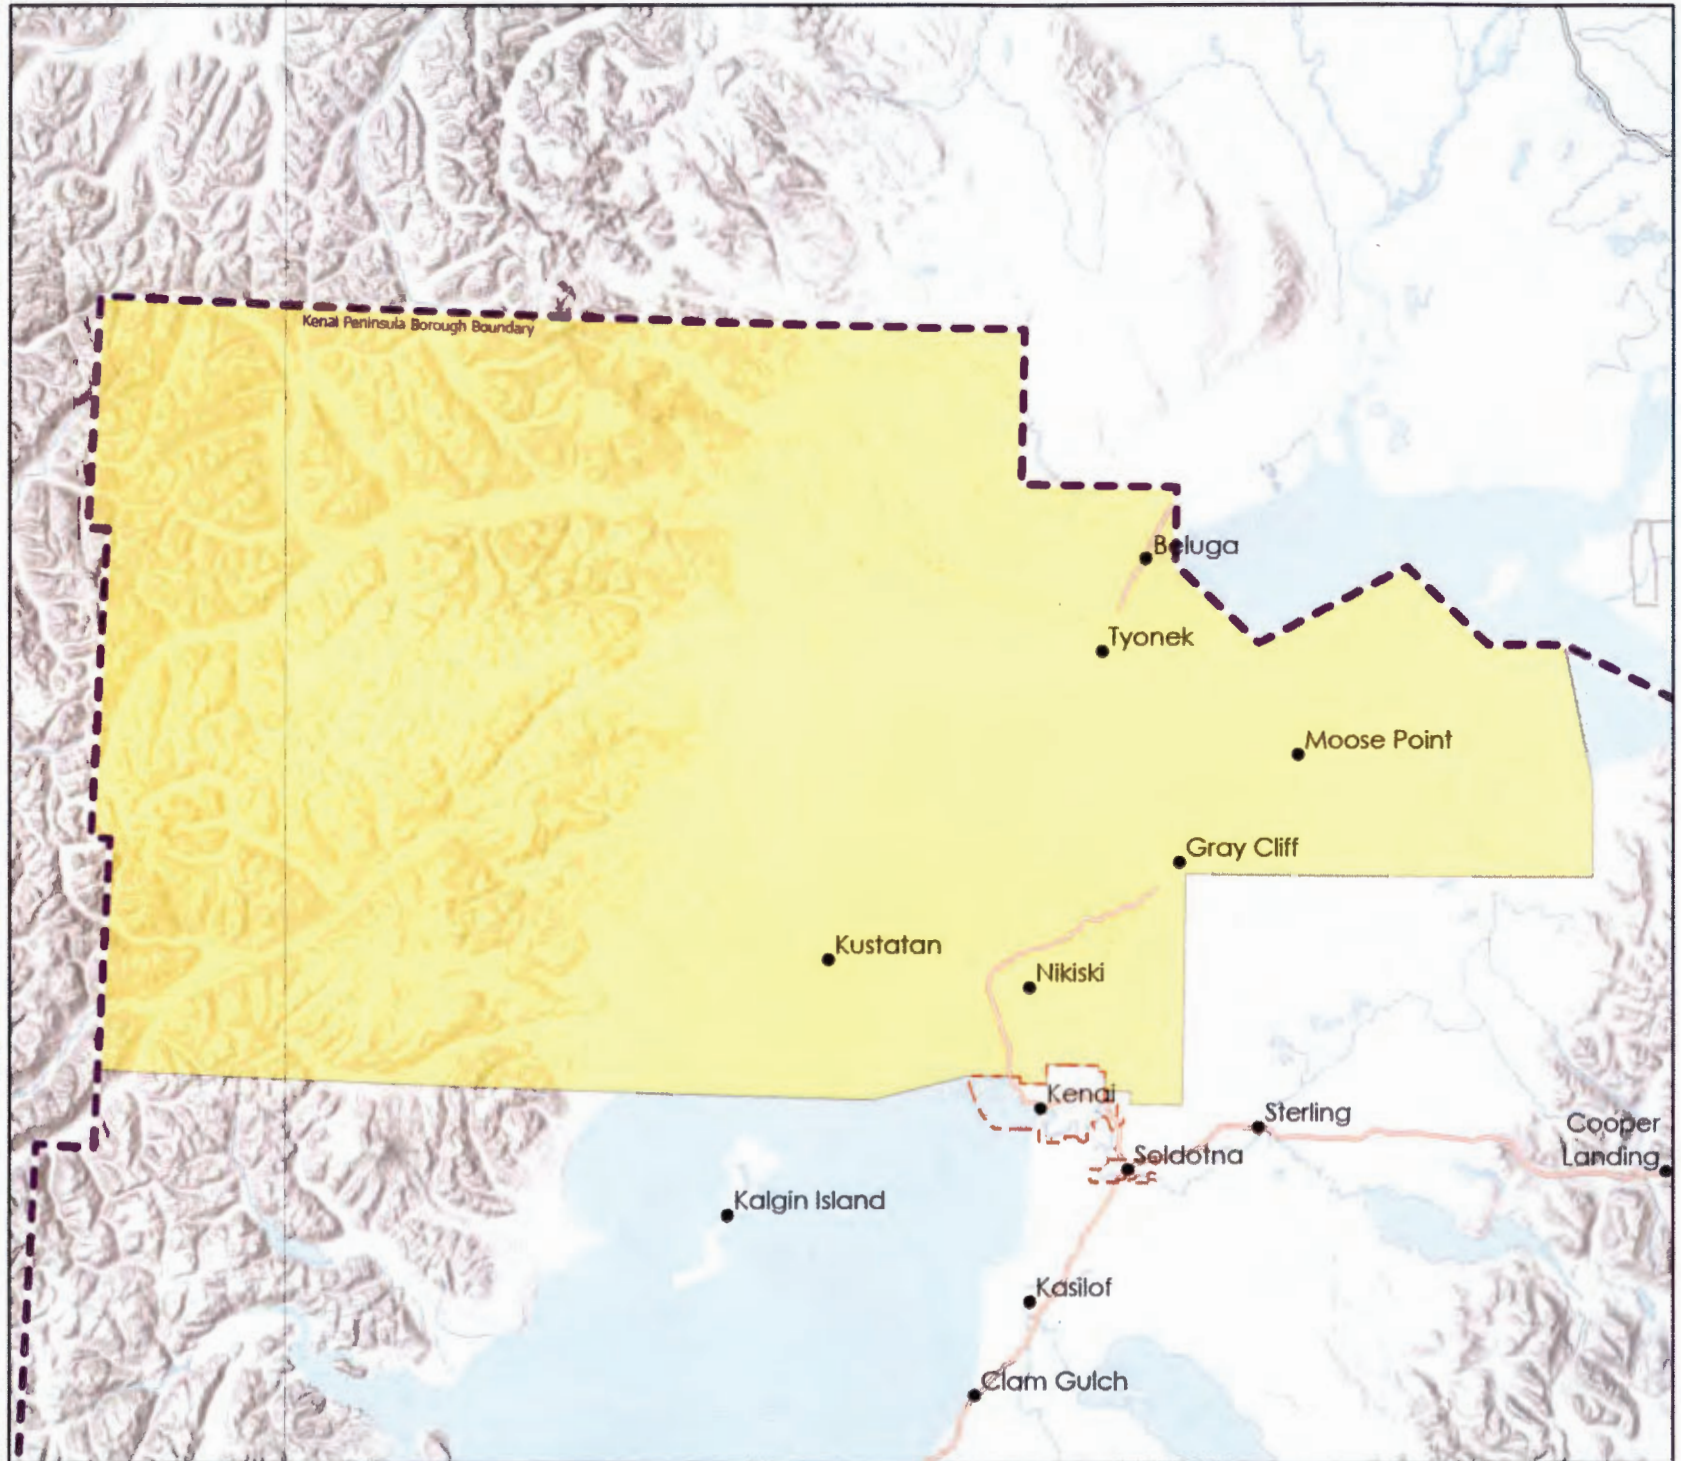 Kenai Peninsula Borough Boundary
Beluga
Tyonek
Moose Point
Gray Cliff
Kustatan
Nikiski
Kenai
Sterling
Cooper
Landing
Soldotna
Kalgin Island
Kasilof
Clam Gulch